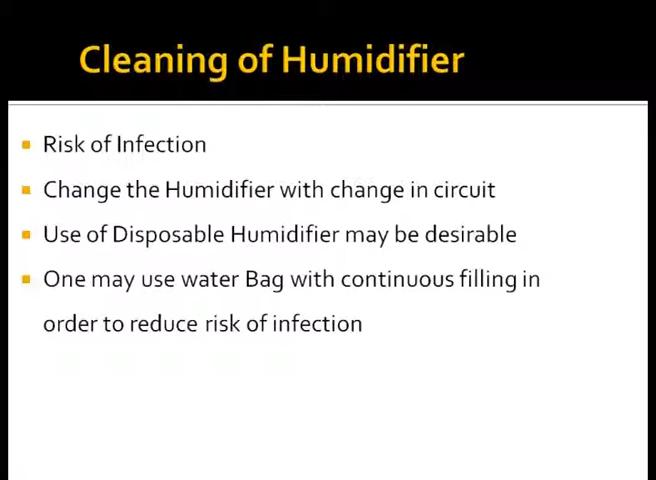 Cleaning of Humidifier
Risk of Infection
Change the Humidifier with change in circuit
Use of Disposable Humidifier may be desirable
One may use water Bag with continuous filling in
order to reduce risk of infection